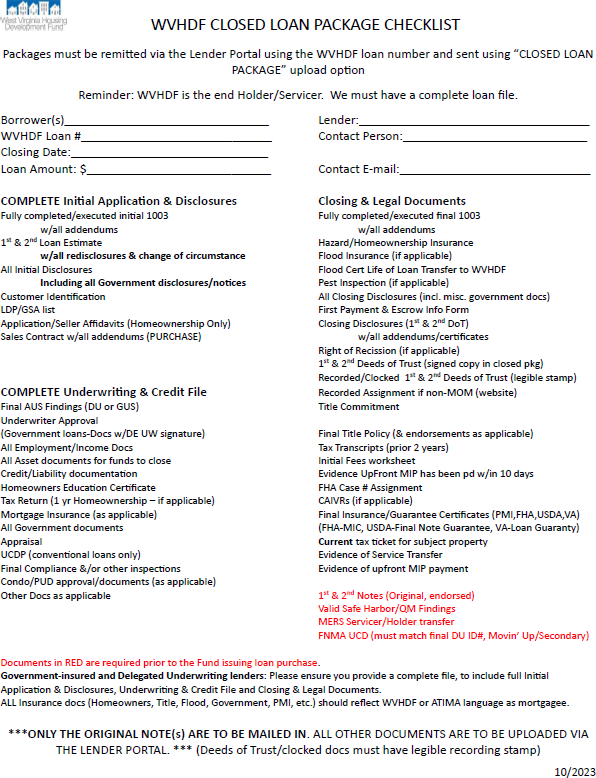 West Virginia Housing
Development Fund
WVHDF CLOSED LOAN PACKAGE CHECKLIST
Packages must be remitted via the Lender Portal using the WVHDF loan number and sent using “CLOSED LOAN
PACKAGE” upload option
Reminder: WVHDF is the end Holder/Servicer. We must have a complete loan file.
Borrower(s)________________________________
WVHDF Loan #______________________________
Closing Date:_______________________________
Loan Amount: $_____________________________
Lender:____________________________________
Contact Person:_____________________________
Contact E-mail:______________________________
COMPLETE Initial Application & Disclosures
Fully completed/executed initial 1003
w/all addendums
1st & 2nd Loan Estimate
w/all redisclosures & change of circumstance
All Initial Disclosures
Including all Government disclosures/notices
Customer Identification
LDP/GSA list
Application/Seller Affidavits (Homeownership Only)
Sales Contract w/all addendums (PURCHASE)
COMPLETE Underwriting & Credit File
Final AUS Findings (DU or GUS)
Underwriter Approval
(Government loans-Docs w/DE UW signature)
All Employment/Income Docs
All Asset documents for funds to close
Credit/Liability documentation
Homeowners Education Certificate
Tax Return (1 yr Homeownership – if applicable)
Mortgage Insurance (as applicable)
All Government documents
Appraisal
UCDP (conventional loans only)
Final Compliance &/or other inspections
Condo/PUD approval/documents (as applicable)
Other Docs as applicable
Closing & Legal Documents
Fully completed/executed final 1003
w/all addendums
Hazard/Homeownership Insurance
Flood Insurance (if applicable)
Flood Cert Life of Loan Transfer to WVHDF
Pest Inspection (if applicable)
All Closing Disclosures (incl. misc. government docs)
First Payment & Escrow Info Form
Closing Disclosures (1st & 2nd DoT)
w/all addendums/certificates
Right of Recission (if applicable)
1st & 2nd Deeds of Trust (signed copy in closed pkg)
Recorded/Clocked 1st & 2nd Deeds of Trust (legible stamp)
Recorded Assignment if non-MOM (website)
Title Commitment
Final Title Policy (& endorsements as applicable)
Tax Transcripts (prior 2 years)
Initial Fees worksheet
Evidence UpFront MIP has been pd w/in 10 days
FHA Case # Assignment
CAIVRs (if applicable)
Final Insurance/Guarantee Certificates (PMI,FHA,USDA,VA)
(FHA-MIC, USDA-Final Note Guarantee, VA-Loan Guaranty)
Current tax ticket for subject property
Evidence of Service Transfer
Evidence of upfront MIP payment
1st & 2nd Notes (Original, endorsed)
Valid Safe Harbor/QM Findings
MERS Servicer/Holder transfer
FNMA UCD (must match final DU ID#, Movin’ Up/Secondary)
Documents in RED are required prior to the Fund issuing loan purchase.
Government-insured and Delegated Underwriting lenders: Please ensure you provide a complete file, to include full Initial
Application & Disclosures, Underwriting & Credit File and Closing & Legal Documents.
ALL Insurance docs (Homeowners, Title, Flood, Government, PMI, etc.) should reflect WVHDF or ATIMA language as mortgagee.
***ONLY THE ORIGINAL NOTE(s) ARE TO BE MAILED IN. ALL OTHER DOCUMENTS ARE TO BE UPLOADED VIA
THE LENDER PORTAL. *** (Deeds of Trust/clocked docs must have legible recording stamp)
10/2023